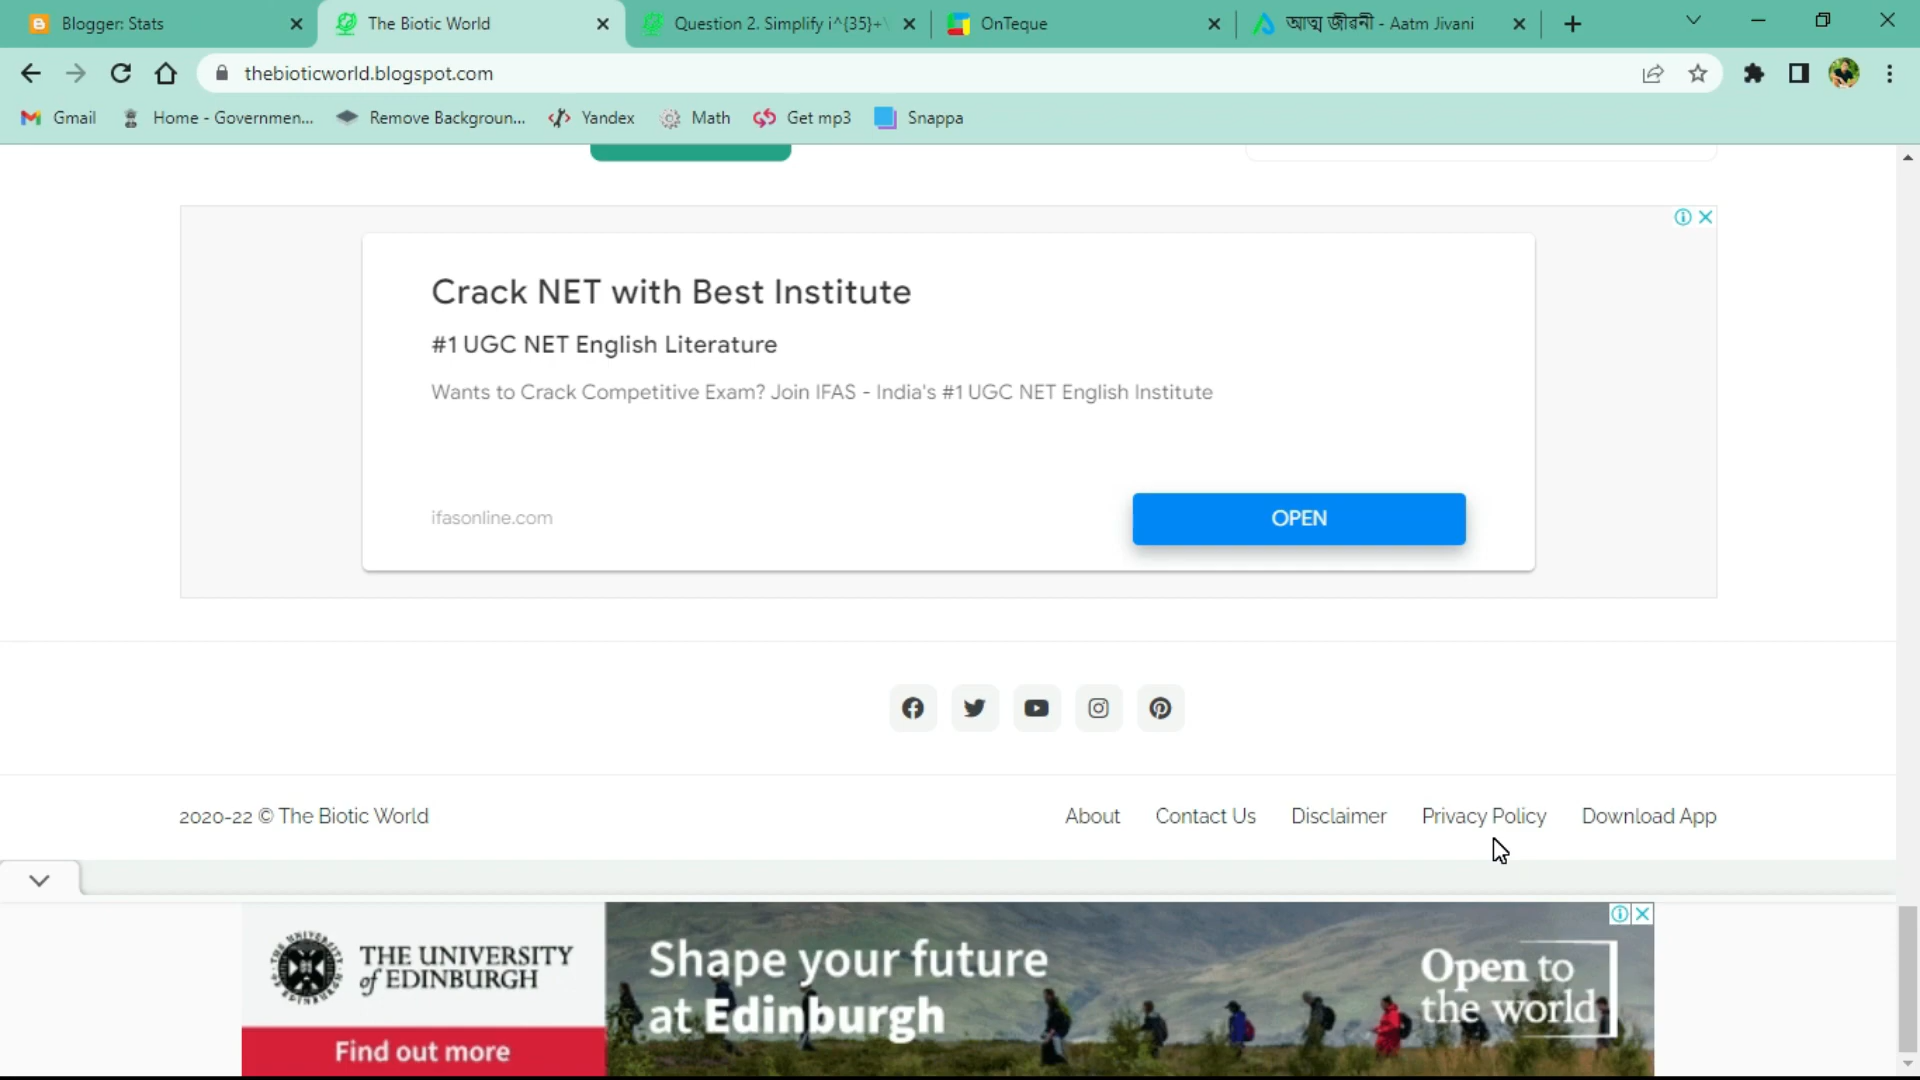 Blogger: Stats
The Biotic World
Question 2. Simplify i^{35}+\
OnTeque
আত্ম জীৱনী - Aatm Jivani
thebioticworld.blogspot.com
Gmail
Home - Governmen...
Remove Backgroun...
Yandex
Math
Get mp3
Snappa
Crack NET with Best Institute
#1 UGC NET English Literature
Wants to Crack Competitive Exam? Join IFAS - India's #1 UGC NET English Institute
ifasonline.com
OPEN
2020-22 © The Biotic World
About
Contact Us
Disclaimer
Privacy Policy
Download App
THE UNIVERSITY
of EDINBURGH
Find out more
Shape your future
at Edinburgh
Open to
the world